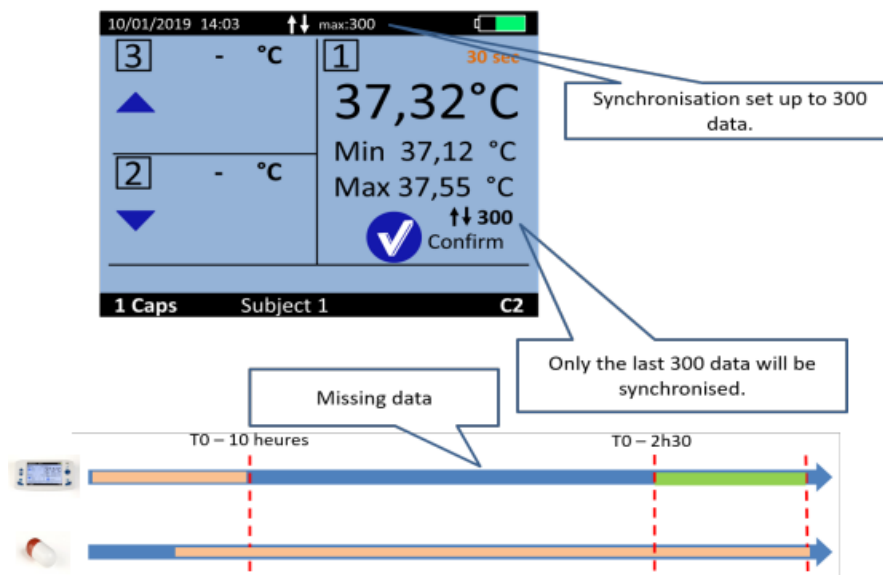 10/01/2019 14:03 ↑↓ max:300
3 - °C
1 30 sec
37,32°C
Min 37,12 °C
Max 37,55 °C
2 - °C
↑↓ 300
Confirm
1 Caps Subject 1 C2
Synchronisation set up to 300
data.
Only the last 300 data will be
synchronised.
Missing data
T0 – 10 heures
T0 – 2h30